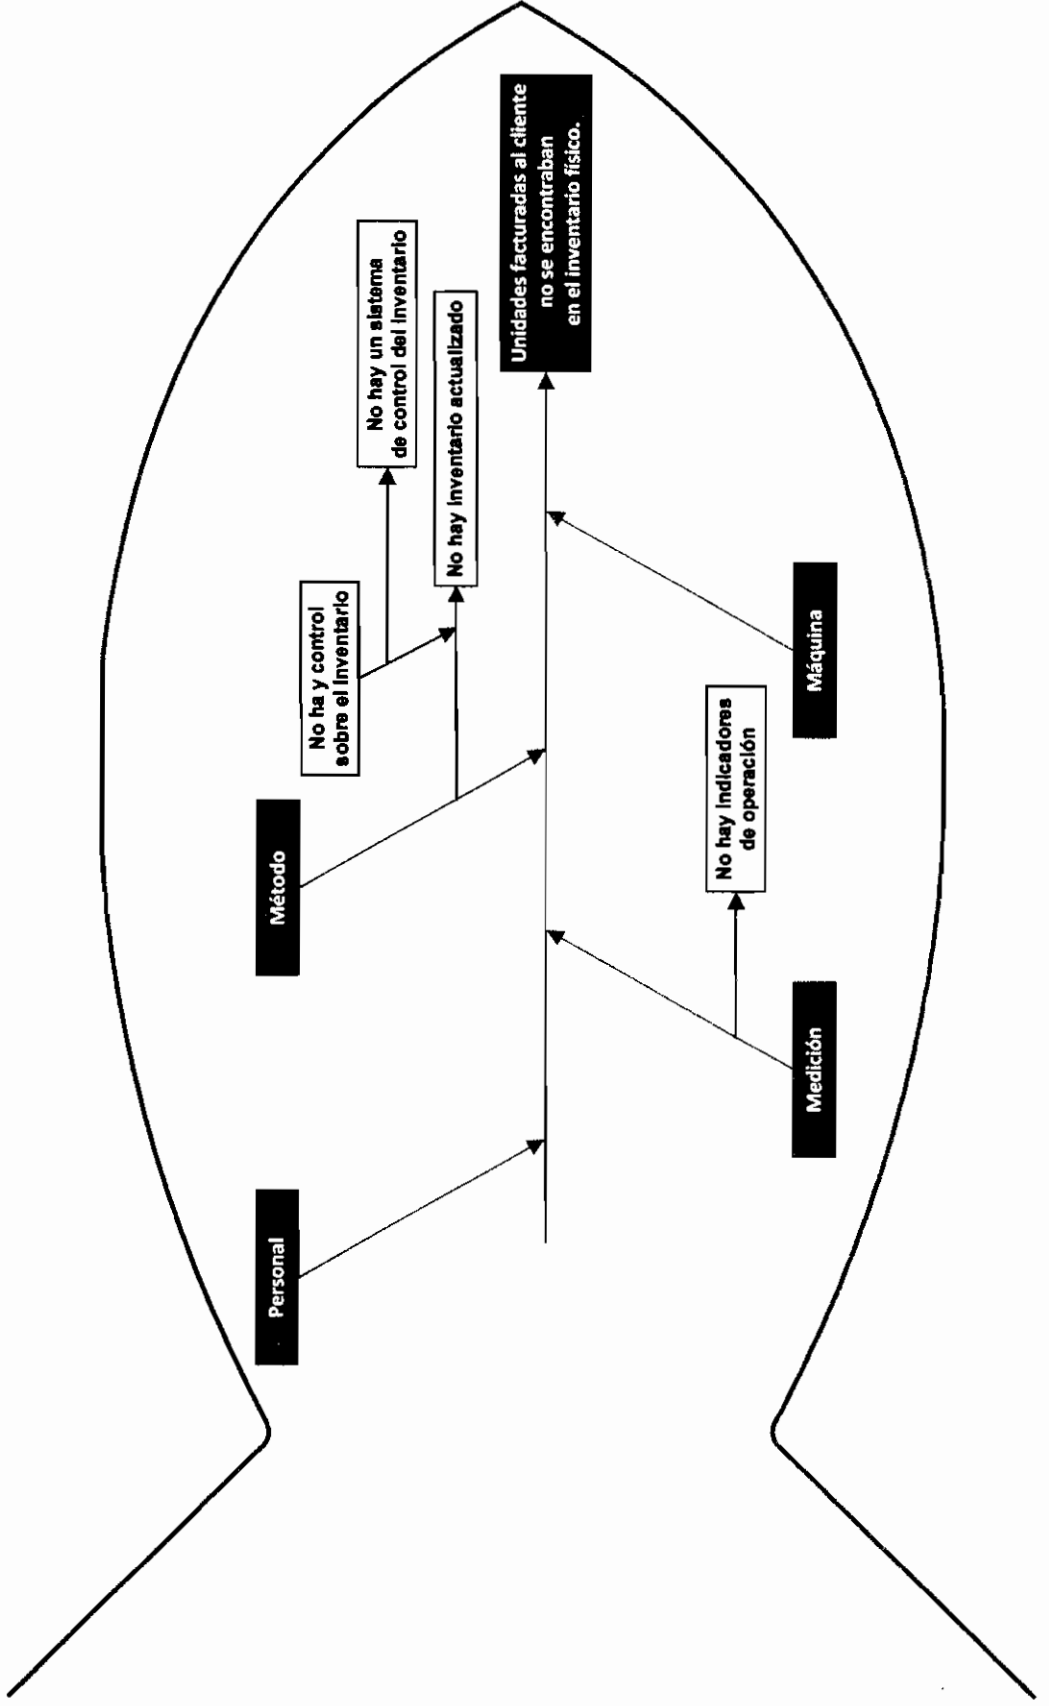 Personal
Método
No ha y control
sobre el Inventario
No hay un sistema
de control del Inventario
No hay Inventario actualizado
Unidades facturadas al cliente
no se encontraban
en el inventario físico.
Medición
No hay Indicadores
de operación
Máquina